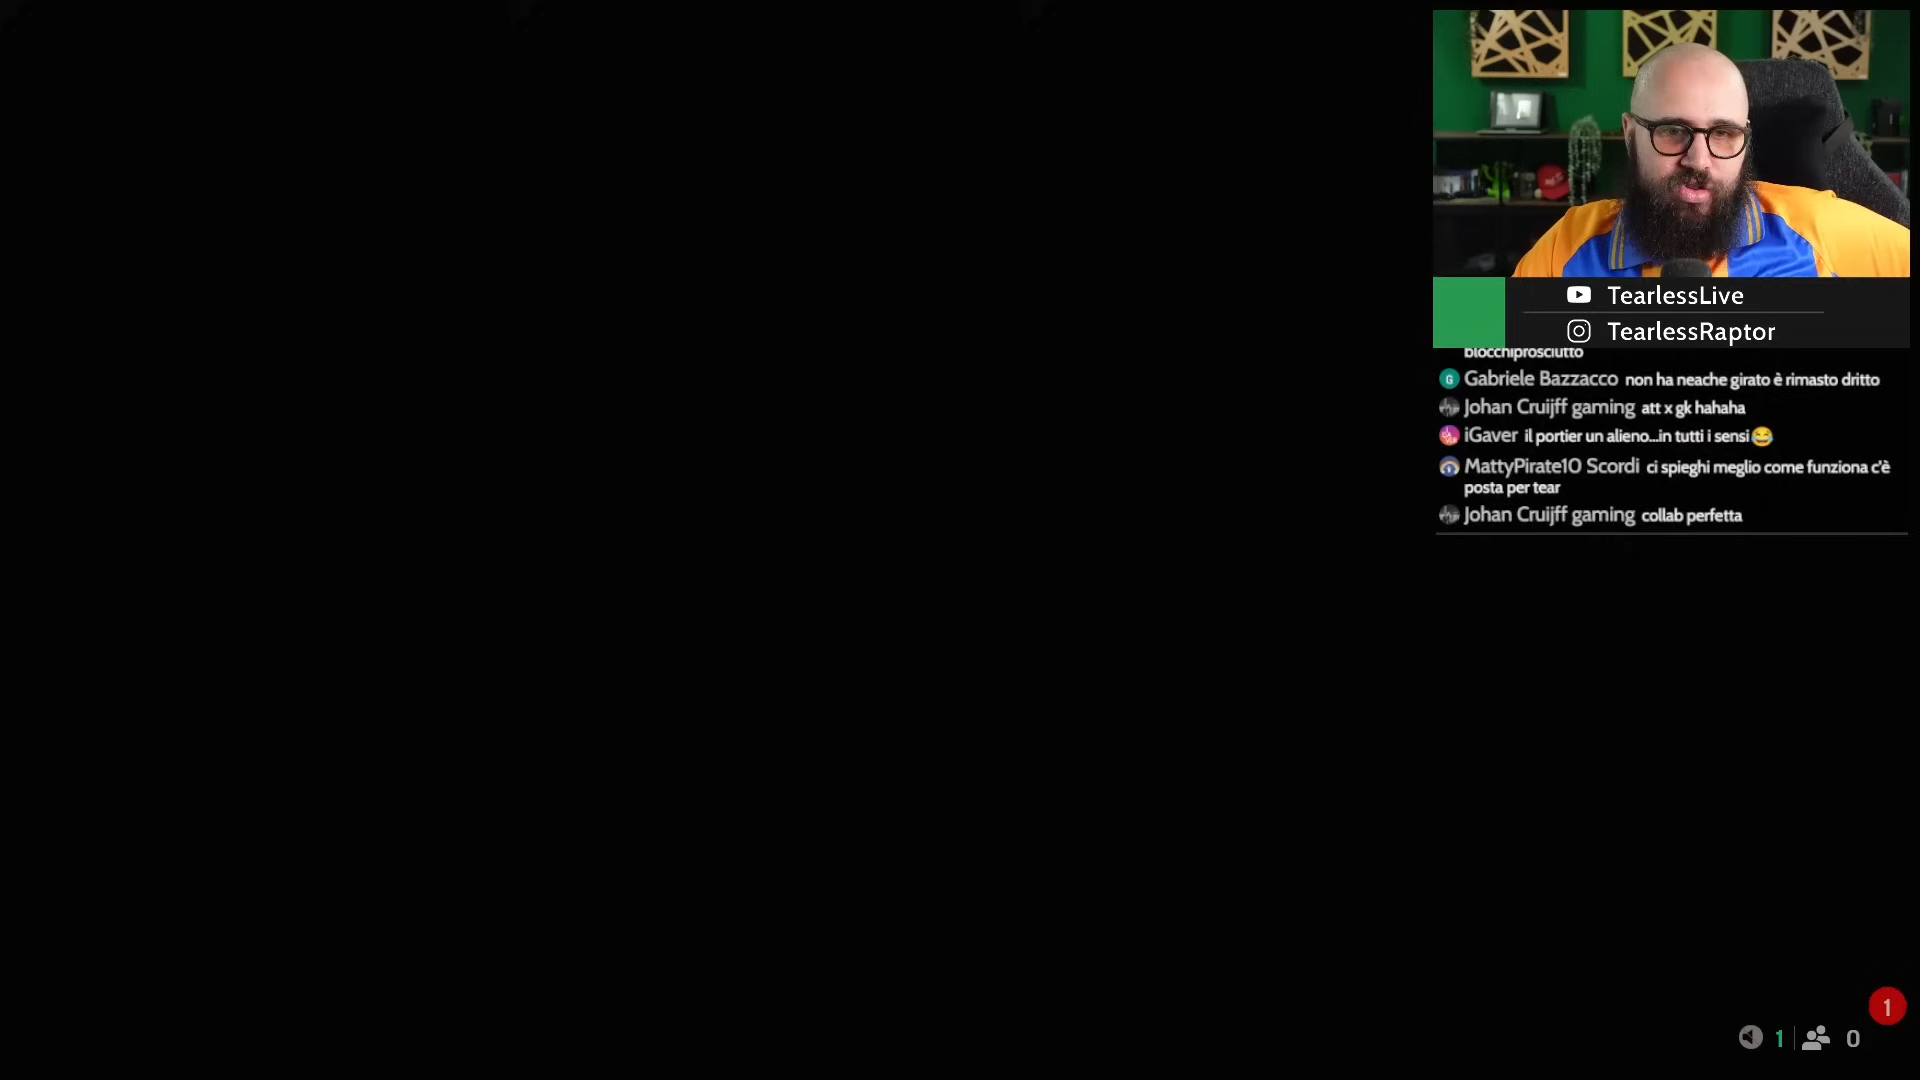 TearlessLive
TearlessRaptor
blocchiprosciutto
Gabriele Bazzacco non ha neache girato è rimasto dritto
Johan Cruijff gaming att x gk hahaha
iGaver il portier un alieno...in tutti i sensi😂
MattyPirate10 Scordi ci spieghi meglio come funziona c'è
posta per tear
Johan Cruijff gaming collab perfetta
1
1 0